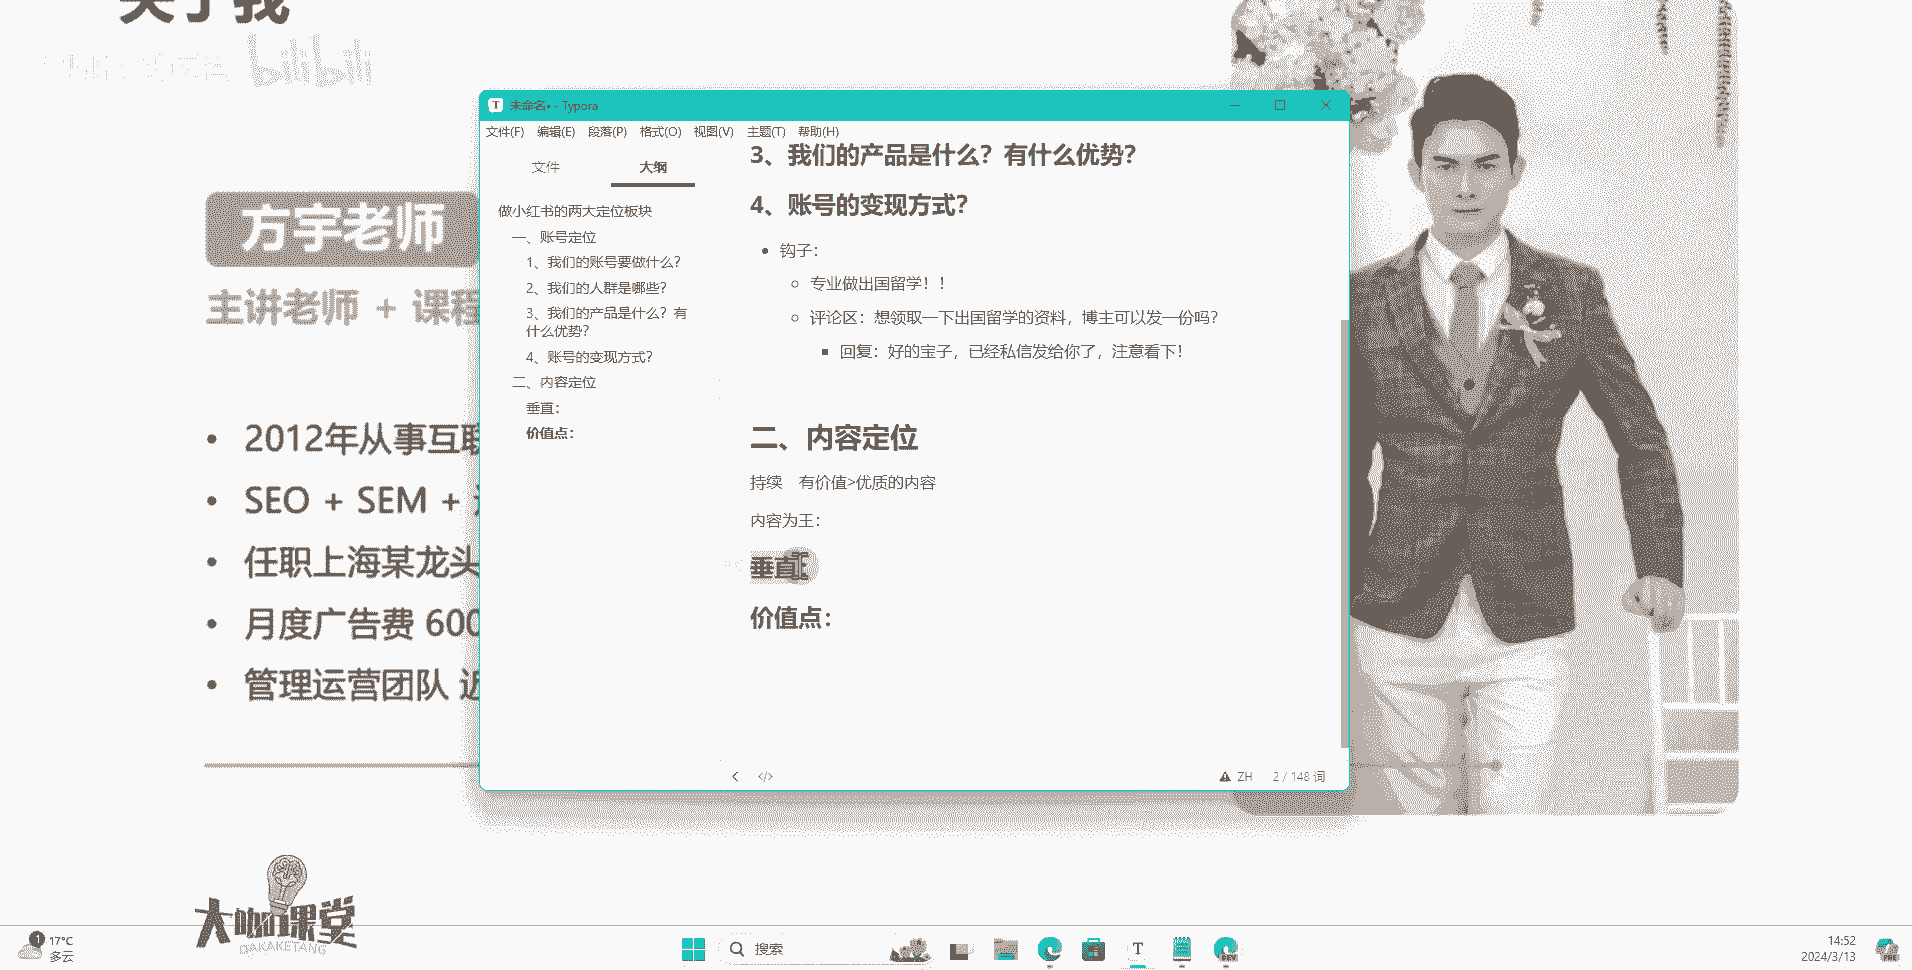 关于我
bilibili
方宇老师
主讲老师 + 课程
2012年从事互联
SEO + SEM +
任职上海某龙头
月度广告费 600
管理运营团队 近
未命名• - Typora
文件(F) 编辑(E) 段落(P) 格式(O) 视图(V) 主题(T) 帮助(H)
文件 大纲
做小红书的两大定位板块
一、账号定位
1、我们的账号要做什么？
2、我们的人群是哪些？
3、我们的产品是什么？有
什么优势？
4、账号的变现方式？
二、内容定位
垂直：
价值点：
3、我们的产品是什么？有什么优势？
4、账号的变现方式？
钩子：
专业做出国留学！！
评论区：想领取一下出国留学的资料，博主可以发一份吗？
回复：好的宝子，已经私信发给你了，注意看下！
二、内容定位
持续 有价值>优质的内容
内容为王：
垂直：
价值点：
ZH 2 / 148 词
大咖课堂
DAKAKETANG
1
17°C
多云
搜索
T
DEV
14:52
2024/3/13
PRE